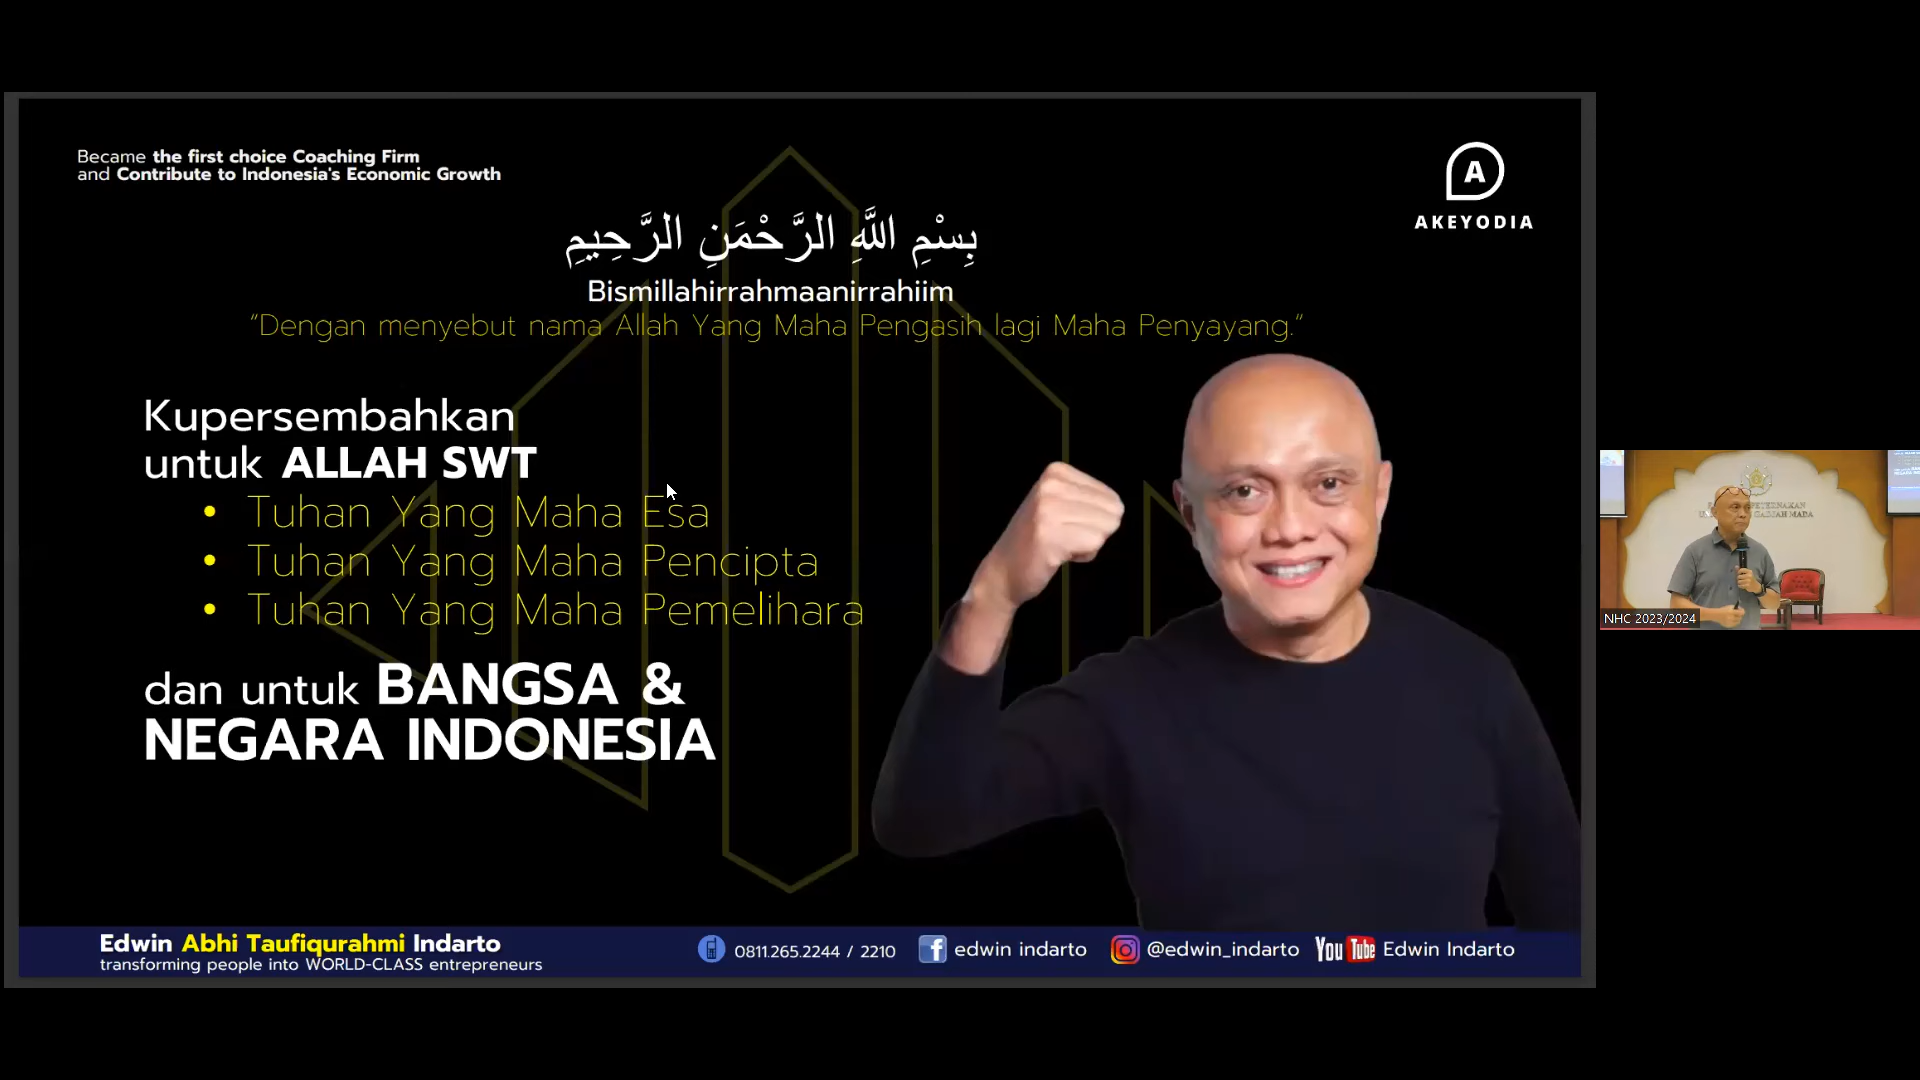 Became the first choice Coaching Firm
and Contribute to Indonesia's Economic Growth
A
AKEYODIA
بِسْمِ اللَّهِ الرَّحْمَنِ الرَّحِيمِ
Bismillahirrahmaanirrahiim
"Dengan menyebut nama Allah Yang Maha Pengasih lagi Maha Penyayang."
Kupersembahkan
untuk ALLAH SWT
• Tuhan Yang Maha Esa
• Tuhan Yang Maha Pencipta
• Tuhan Yang Maha Pemelihara
dan untuk BANGSA &
NEGARA INDONESIA
Edwin Abhi Taufiqurahmi Indarto
transforming people into WORLD-CLASS entrepreneurs
0811.265.2244 / 2210
edwin indarto
@edwin_indarto
YouTube Edwin Indarto
NHC 2023/2024